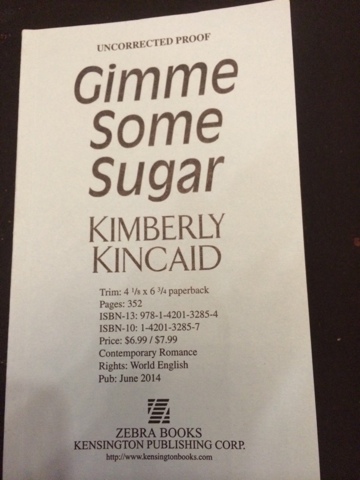 UNCORRECTED PROOF
Gimme
Some
Sugar
KIMBERLY
KINCAID
Trim: 4 1/8 x 6 3/4 paperback
Pages: 352
ISBN-13: 978-1-4201-3285-4
ISBN-10: 1-4201-3285-7
Price: $6.99 / $7.99
Contemporary Romance
Rights: World English
Pub: June 2014
ZEBRA BOOKS
KENSINGTON PUBLISHING CORP.
http://www.kensingtonbooks.com